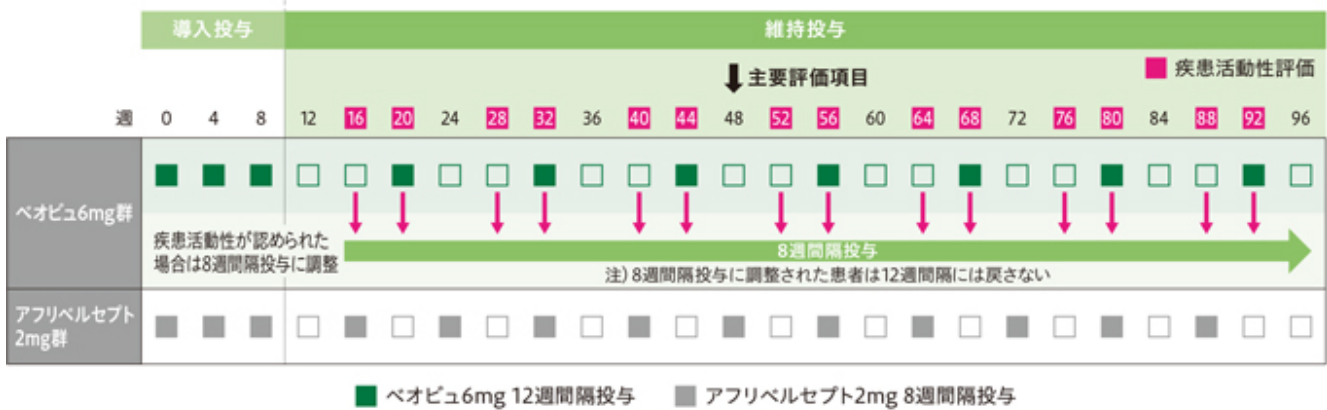 導入投与 維持投与
主要評価項目 疾患活動性評価
週 0 4 8 12 16 20 24 28 32 36 40 44 48 52 56 60 64 68 72 76 80 84 88 92 96
ベオビュ6mg群
疾患活動性が認められた
場合は8週間隔投与に調整
8週間隔投与
注)8週間隔投与に調整された患者は12週間隔には戻さない
アフリベルセプト
2mg群
ベオビュ6mg 12週間隔投与 アフリベルセプト2mg 8週間隔投与